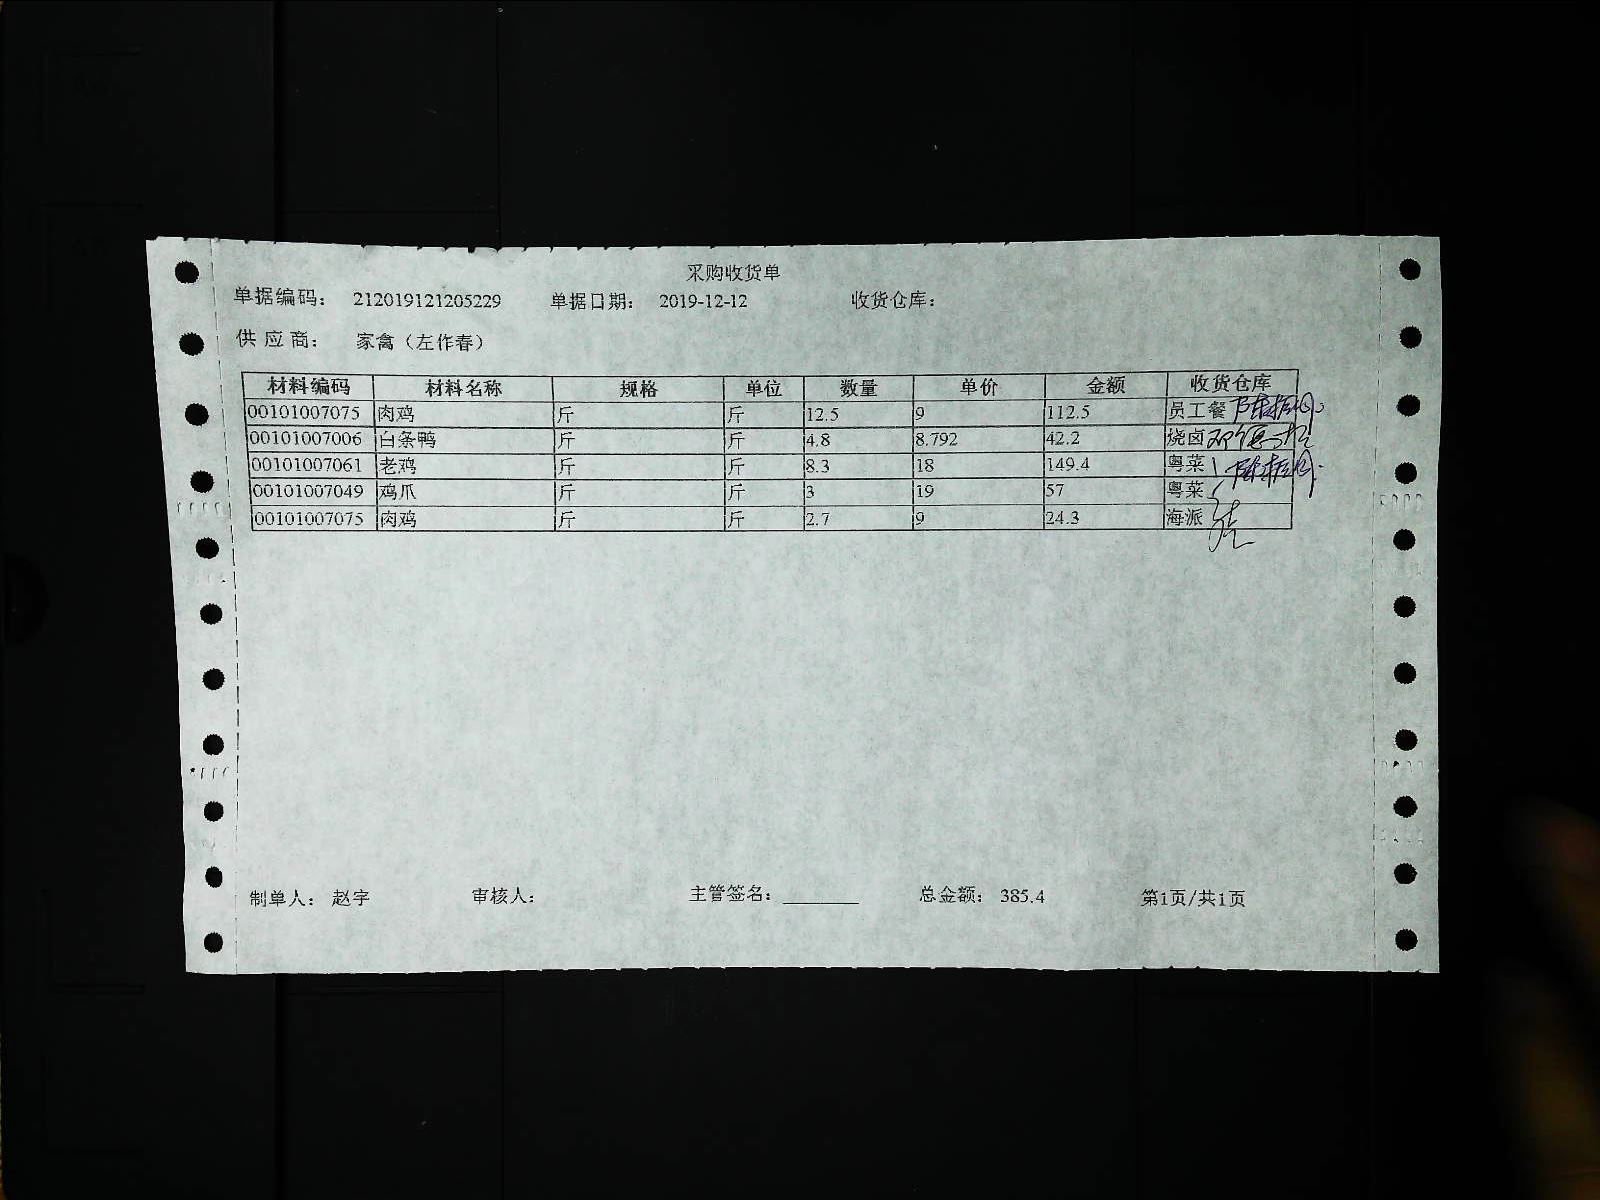 采购收货单
单据编码： 212019121205229 单据日期： 2019-12-12 收货仓库：
供应商： 家禽（左作春）
材料编码 材料名称 规格 单位 数量 单价 金额 收货仓库
00101007075 肉鸡 斤 斤 12.5 9 112.5 员工餐
00101007006 白条鸭 斤 斤 4.8 8.792 42.2 烧卤
00101007061 老鸡 斤 斤 8.3 18 149.4 粤菜
00101007049 鸡爪 斤 斤 3 19 57 粤菜
00101007075 肉鸡 斤 斤 2.7 9 24.3 海派
制单人： 赵宇 审核人： 主管签名： 总金额： 385.4 第1页/共1页